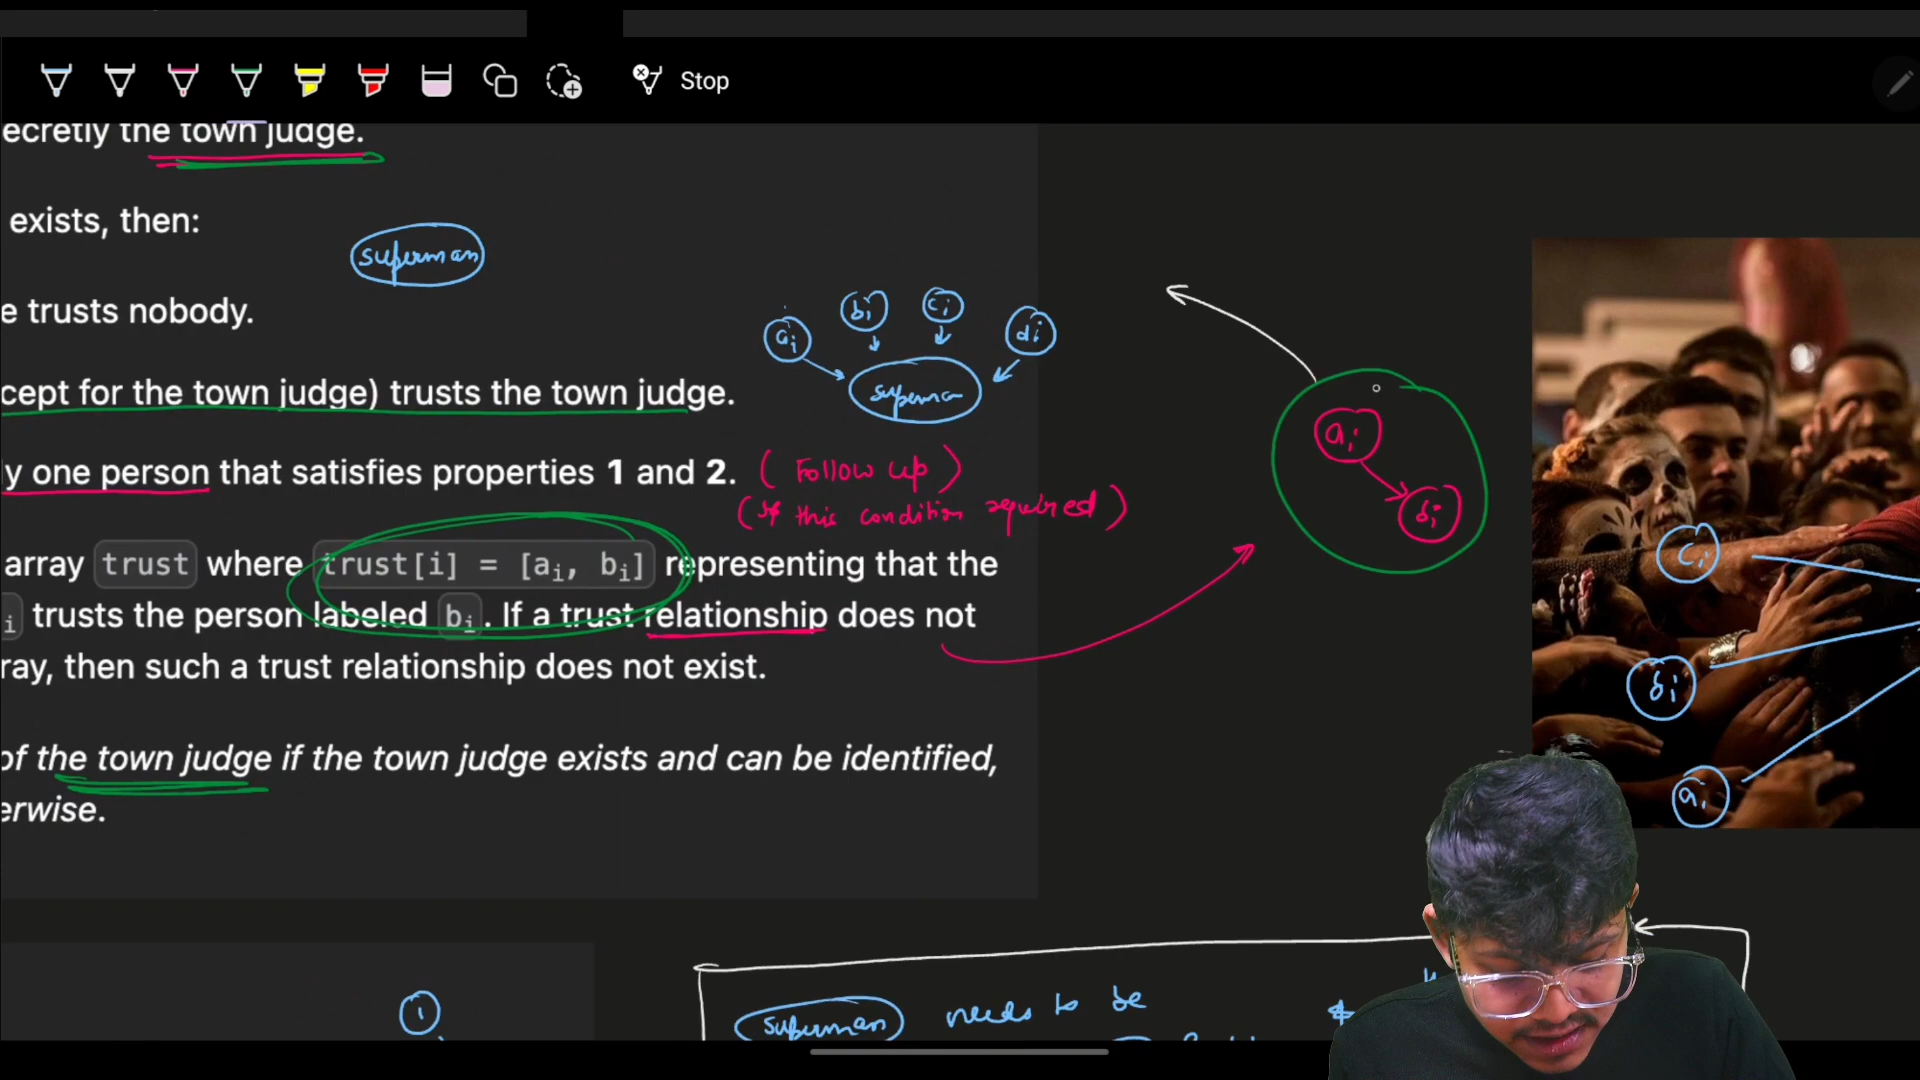 Stop
ecretly the town judge.
exists, then:
superman
e trusts nobody.
ai
bi
ci
di
superman
cept for the town judge) trusts the town judge.
ai
bi
y one person that satisfies properties 1 and 2.
( Follow up )
(If this condition required)
array trust where trust[i] = [ai, bi] representing that the
i trusts the person labeled bi. If a trust relationship does not
ray, then such a trust relationship does not exist.
ci
bi
ai
of the town judge if the town judge exists and can be identified,
erwise.
1
superman needs to be